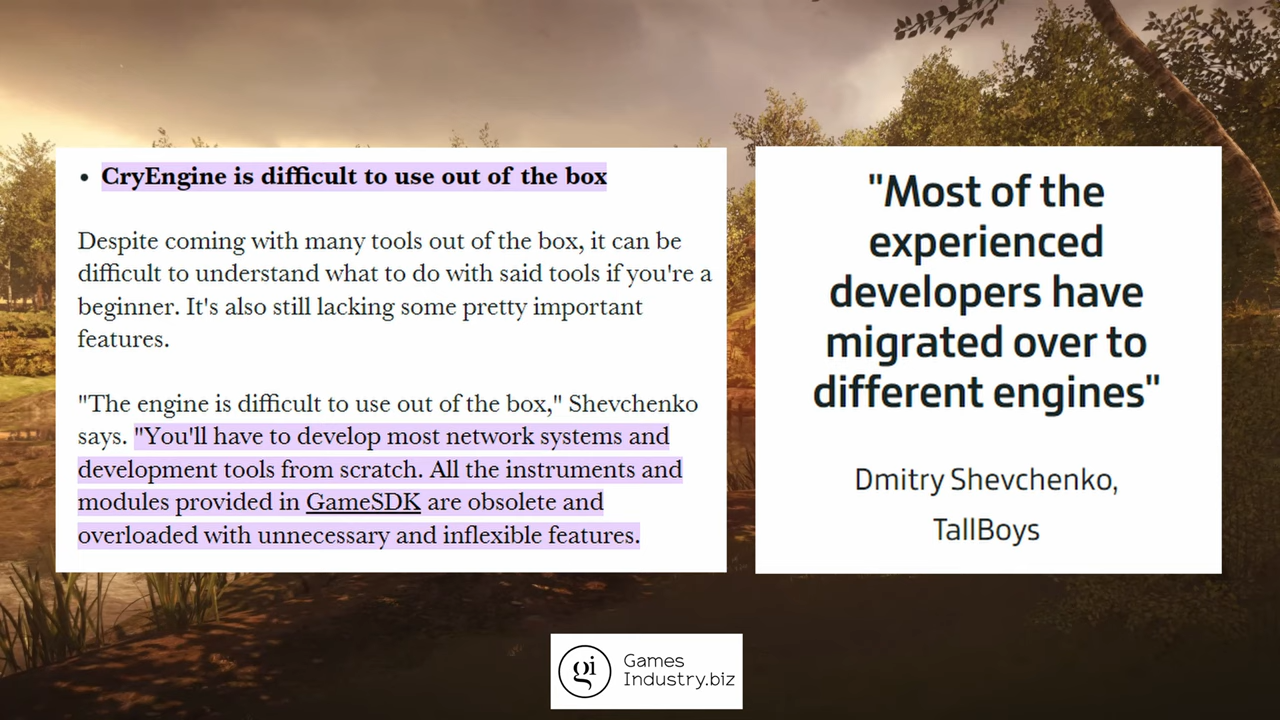 • CryEngine is difficult to use out of the box
Despite coming with many tools out of the box, it can be
difficult to understand what to do with said tools if you're a
beginner. It's also still lacking some pretty important
features.
"The engine is difficult to use out of the box," Shevchenko
says. "You'll have to develop most network systems and
development tools from scratch. All the instruments and
modules provided in GameSDK are obsolete and
overloaded with unnecessary and inflexible features.
"Most of the
experienced
developers have
migrated over to
different engines"
Dmitry Shevchenko,
TallBoys
gi
Games
Industry.biz